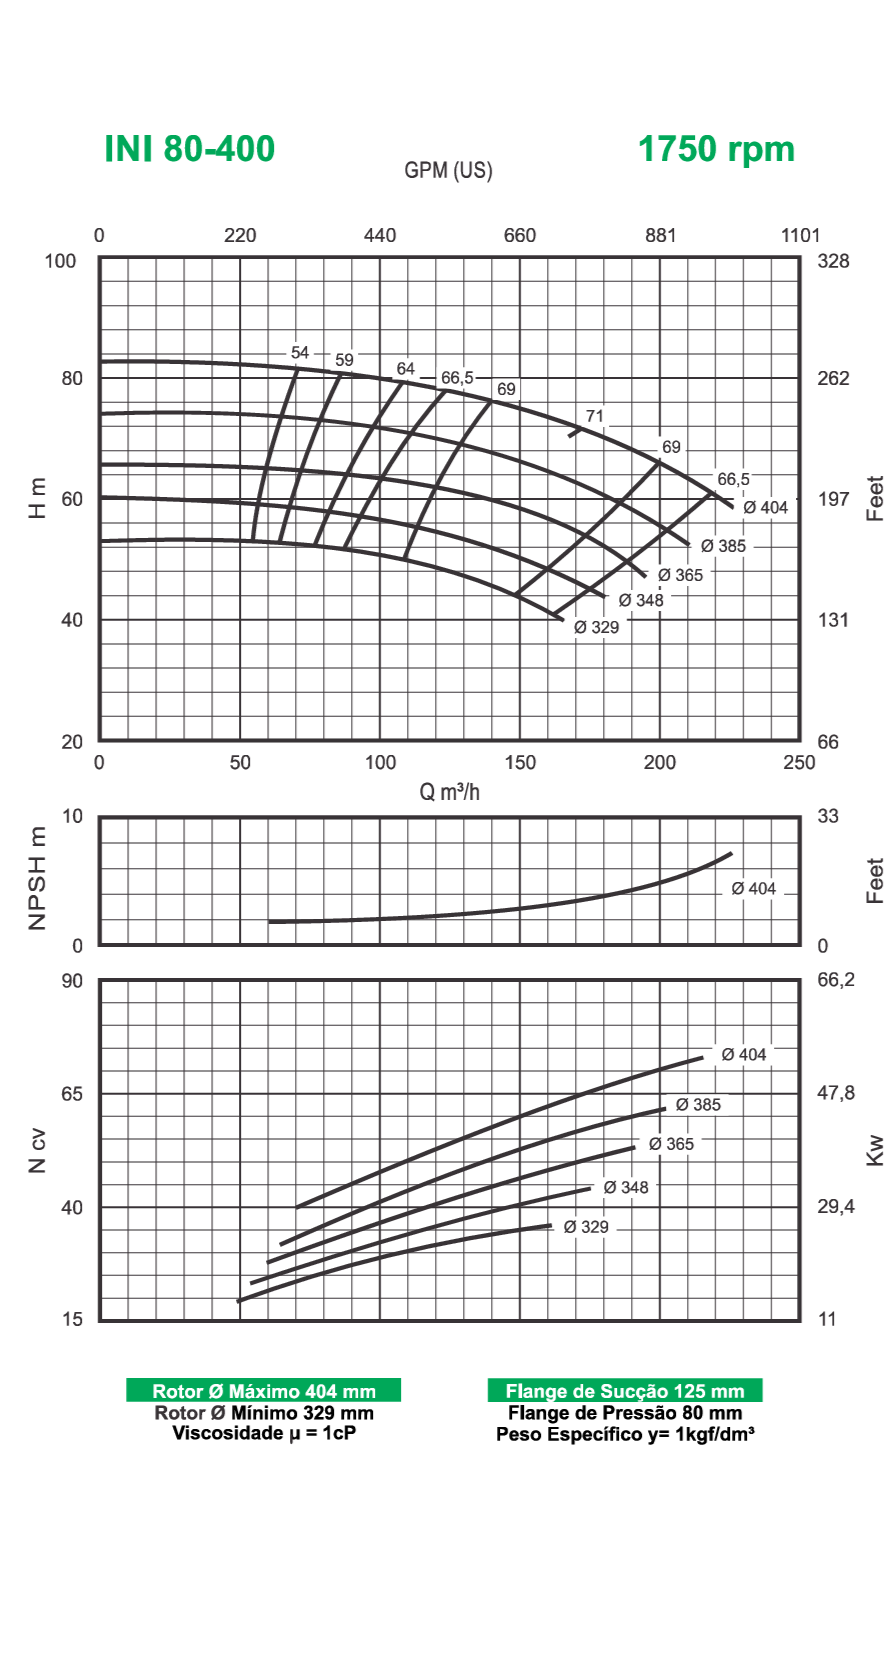 INI 80-400 1750 rpm
GPM (US)
0 220 440 660 881 1101
100 328
54 59 64 66,5 69
80 262
71
69
66,5
H m 60 197 Feet
Ø 404
Ø 385
Ø 365
Ø 348
40 131
Ø 329
20 66
0 50 100 150 200 250
Q m³/h
10 33
NPSH m Feet
Ø 404
0 0
90 66,2
Ø 404
65 47,8
Ø 385
N cv Kw
Ø 365
Ø 348
40 29,4
Ø 329
15 11
Rotor Ø Máximo 404 mm
Rotor Ø Mínimo 329 mm
Viscosidade μ = 1cP
Flange de Sucção 125 mm
Flange de Pressão 80 mm
Peso Específico y= 1kgf/dm³